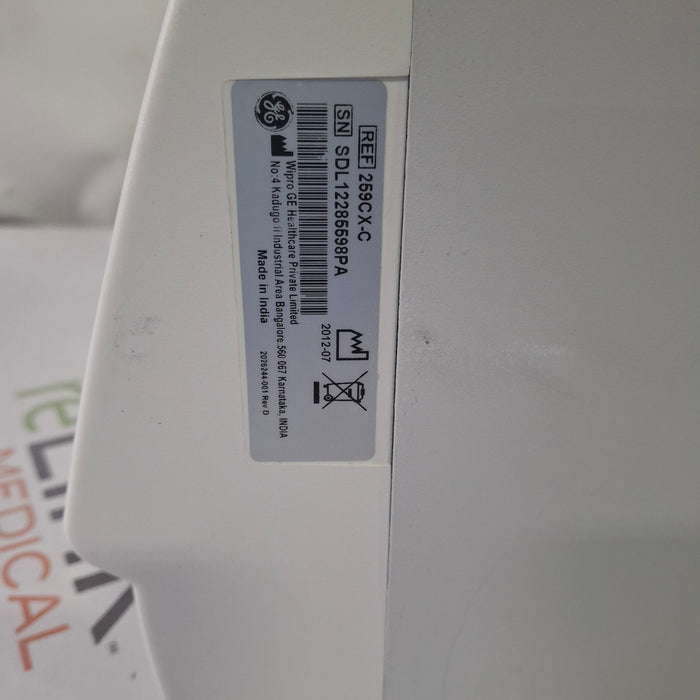 REF 259CX-C
SN SDL12285598PA
2012-07
GE
Wipro GE Healthcare Private Limited
No:4 Kadugodi Industrial Area Bangalore 560 067 Karnataka, INDIA
Made in India
2026244-001 Rev D
reLINK
MEDICAL